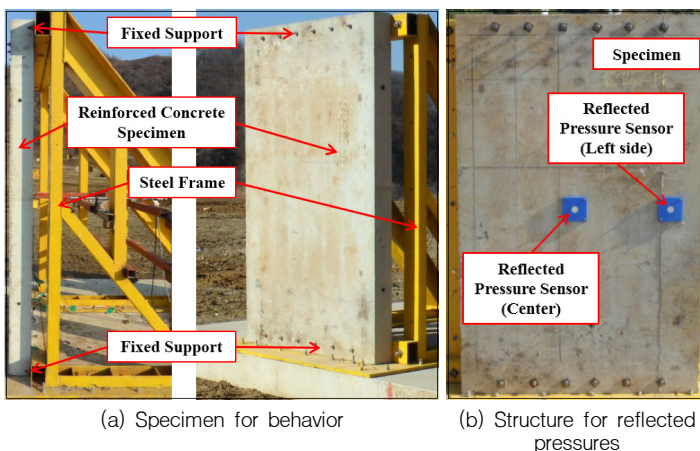 Fixed Support
Reinforced Concrete
Specimen
Steel Frame
Fixed Support
(a) Specimen for behavior
Specimen
Reflected
Pressure Sensor
(Left side)
Reflected
Pressure Sensor
(Center)
(b) Structure for reflected
pressures